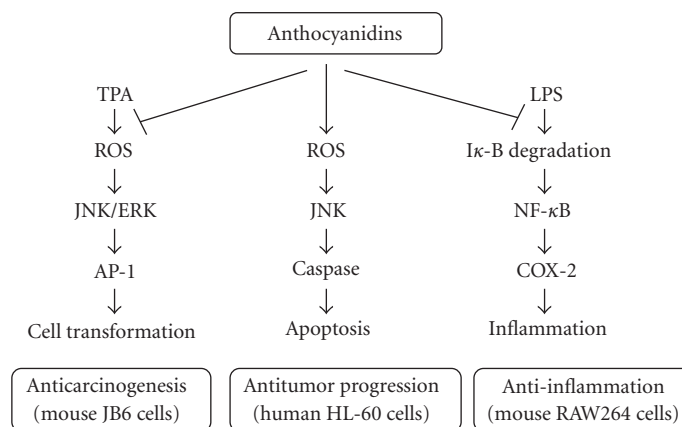 Anthocyanidins
TPA
LPS
ROS
ROS
Iκ-B degradation
JNK/ERK
JNK
NF-κB
AP-1
Caspase
COX-2
Cell transformation
Apoptosis
Inflammation
Anticarcinogenesis
(mouse JB6 cells)
Antitumor progression
(human HL-60 cells)
Anti-inflammation
(mouse RAW264 cells)